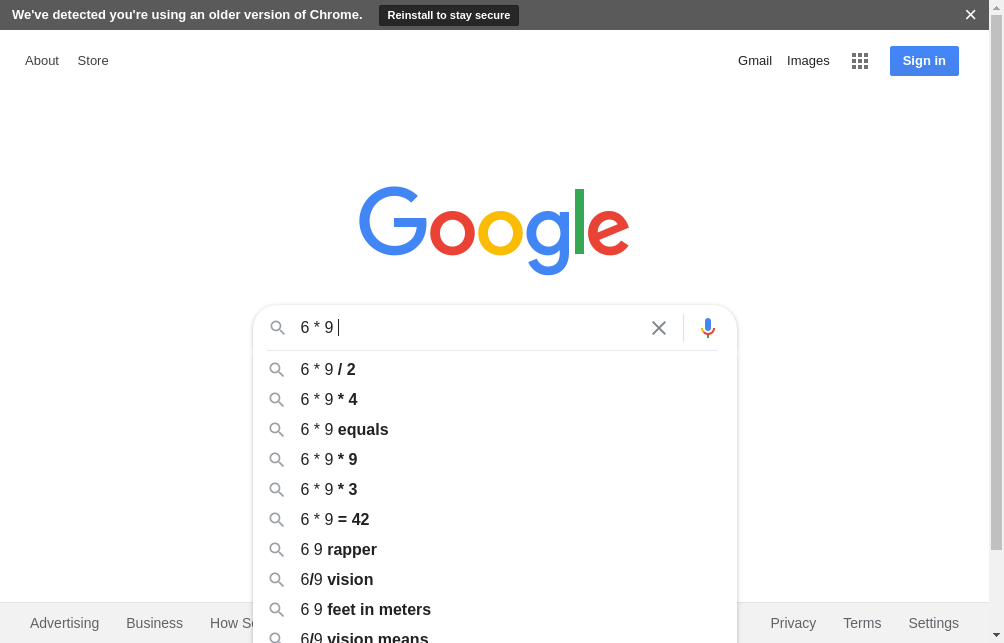 We've detected you're using an older version of Chrome. Reinstall to stay secure
About Store Gmail Images Sign in
Google
6 * 9
6 * 9 / 2
6 * 9 * 4
6 * 9 equals
6 * 9 * 9
6 * 9 * 3
6 * 9 = 42
6 9 rapper
6/9 vision
6 9 feet in meters
6/9 vision means
Advertising Business How Privacy Terms Settings